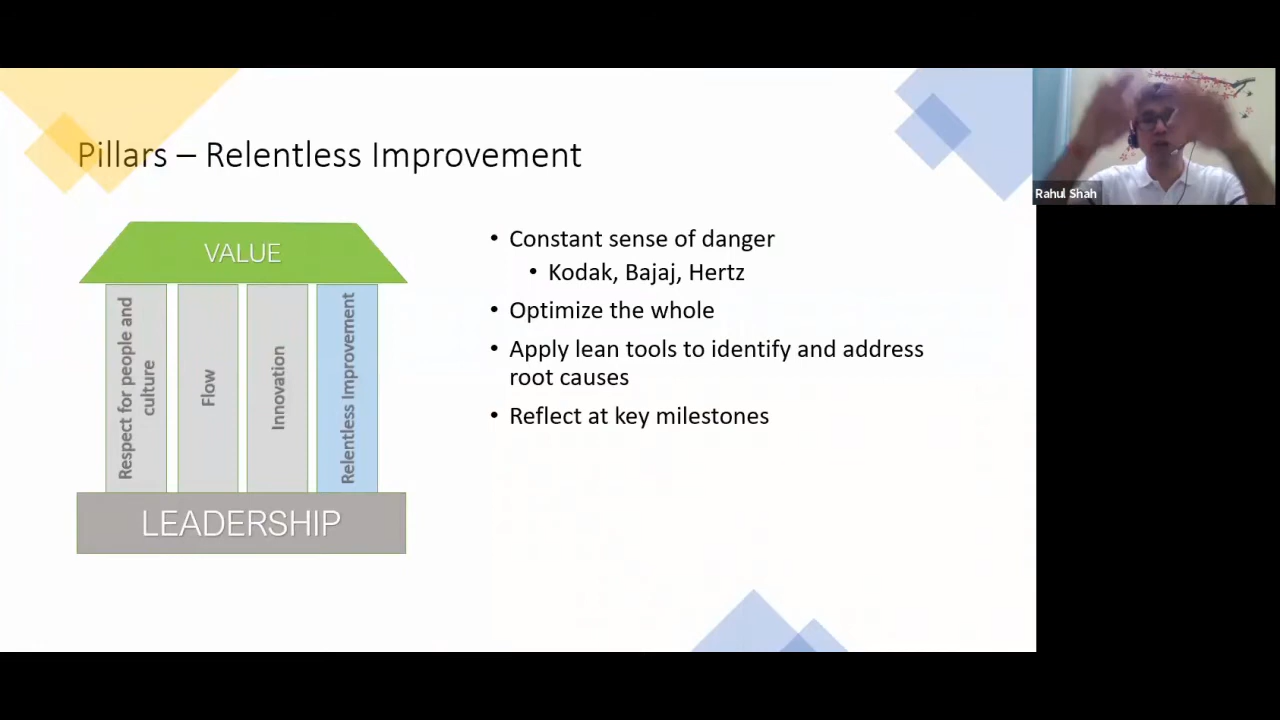 Pillars – Relentless Improvement
Rahul Shah
VALUE
Respect for people and
culture
Flow
Innovation
Relentless Improvement
LEADERSHIP
• Constant sense of danger
• Kodak, Bajaj, Hertz
• Optimize the whole
• Apply lean tools to identify and address
root causes
• Reflect at key milestones